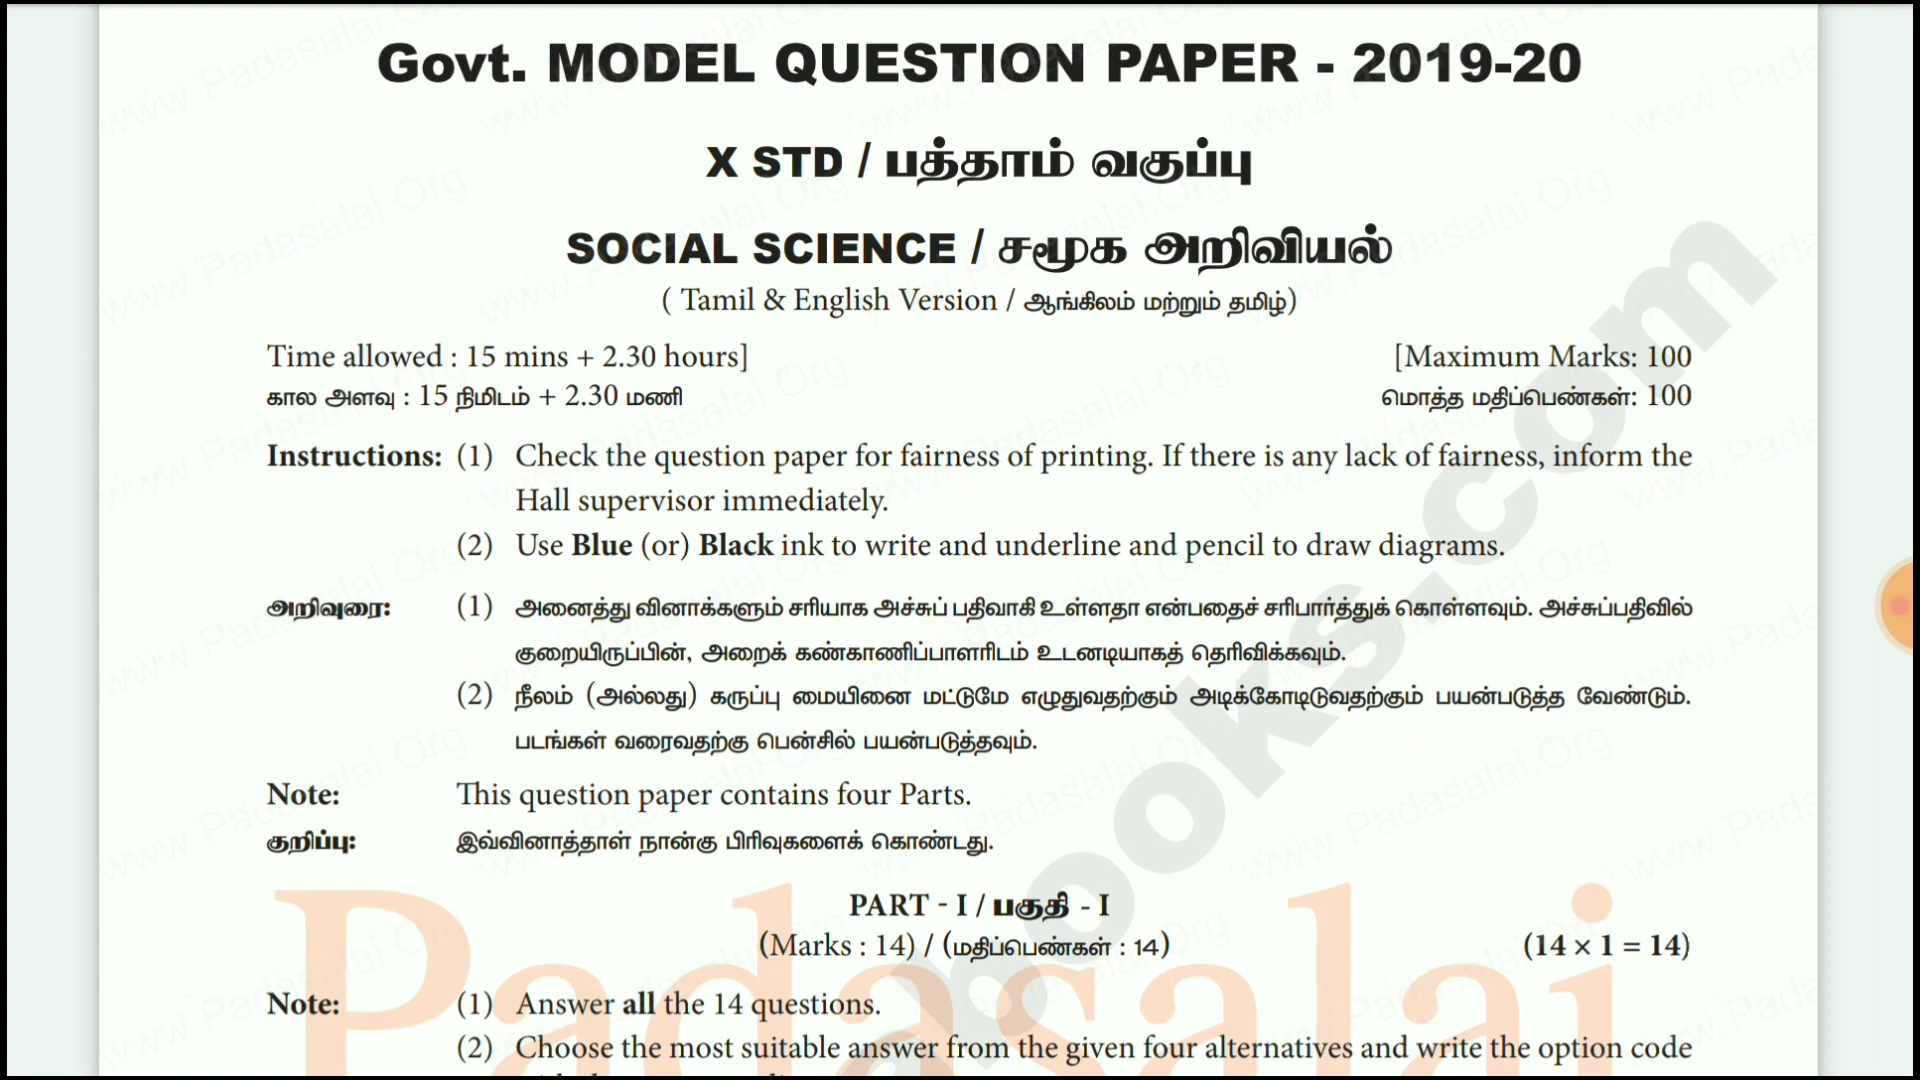 Govt. MODEL QUESTION PAPER - 2019-20
X STD / பத்தாம் வகுப்பு
SOCIAL SCIENCE / சமூக அறிவியல்
( Tamil & English Version / ஆங்கிலம் மற்றும் தமிழ்)
Time allowed : 15 mins + 2.30 hours] [Maximum Marks: 100
கால அளவு : 15 நிமிடம் + 2.30 மணி மொத்த மதிப்பெண்கள்: 100
Instructions: (1) Check the question paper for fairness of printing. If there is any lack of fairness, inform the
Hall supervisor immediately.
(2) Use Blue (or) Black ink to write and underline and pencil to draw diagrams.
அறிவுரை: (1) அனைத்து வினாக்களும் சரியாக அச்சுப் பதிவாகி உள்ளதா என்பதைச் சரிபார்த்துக் கொள்ளவும். அச்சுப்பதிவில்
குறையிருப்பின், அறைக் கண்காணிப்பாளரிடம் உடனடியாகத் தெரிவிக்கவும்.
(2) நீலம் (அல்லது) கருப்பு மையினை மட்டுமே எழுதுவதற்கும் அடிக்கோடிடுவதற்கும் பயன்படுத்த வேண்டும்.
படங்கள் வரைவதற்கு பென்சில் பயன்படுத்தவும்.
Note: This question paper contains four Parts.
குறிப்பு: இவ்வினாத்தாள் நான்கு பிரிவுகளைக் கொண்டது.
PART - I / பகுதி - I
(Marks : 14) / (மதிப்பெண்கள் : 14) (14 × 1 = 14)
Note: (1) Answer all the 14 questions.
(2) Choose the most suitable answer from the given four alternatives and write the option code
Padasalai
abooks.com
www.Padasalai.Org